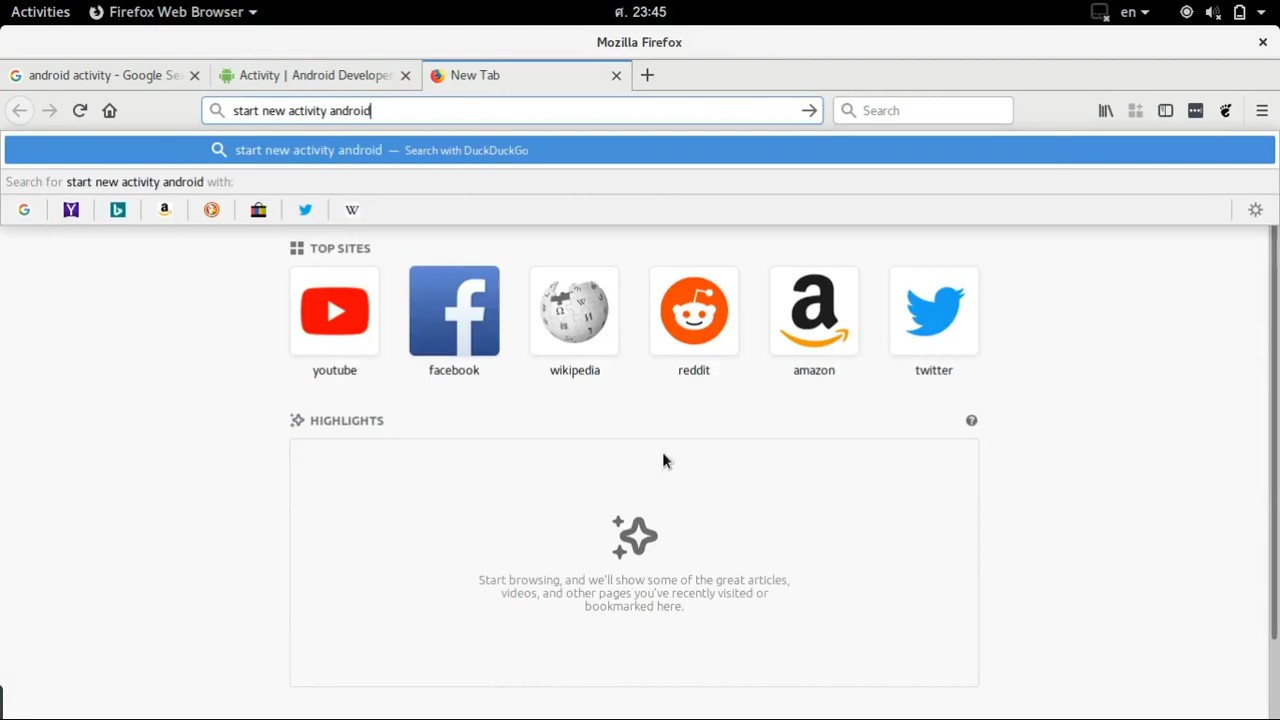 Activities Firefox Web Browser ศ. 23:45 en
Mozilla Firefox
android activity - Google Se Activity | Android Developer New Tab
start new activity android Search
start new activity android — Search with DuckDuckGo
Search for start new activity android with:
TOP SITES
youtube facebook wikipedia reddit amazon twitter
HIGHLIGHTS
Start browsing, and we'll show some of the great articles,
videos, and other pages you've recently visited or
bookmarked here.